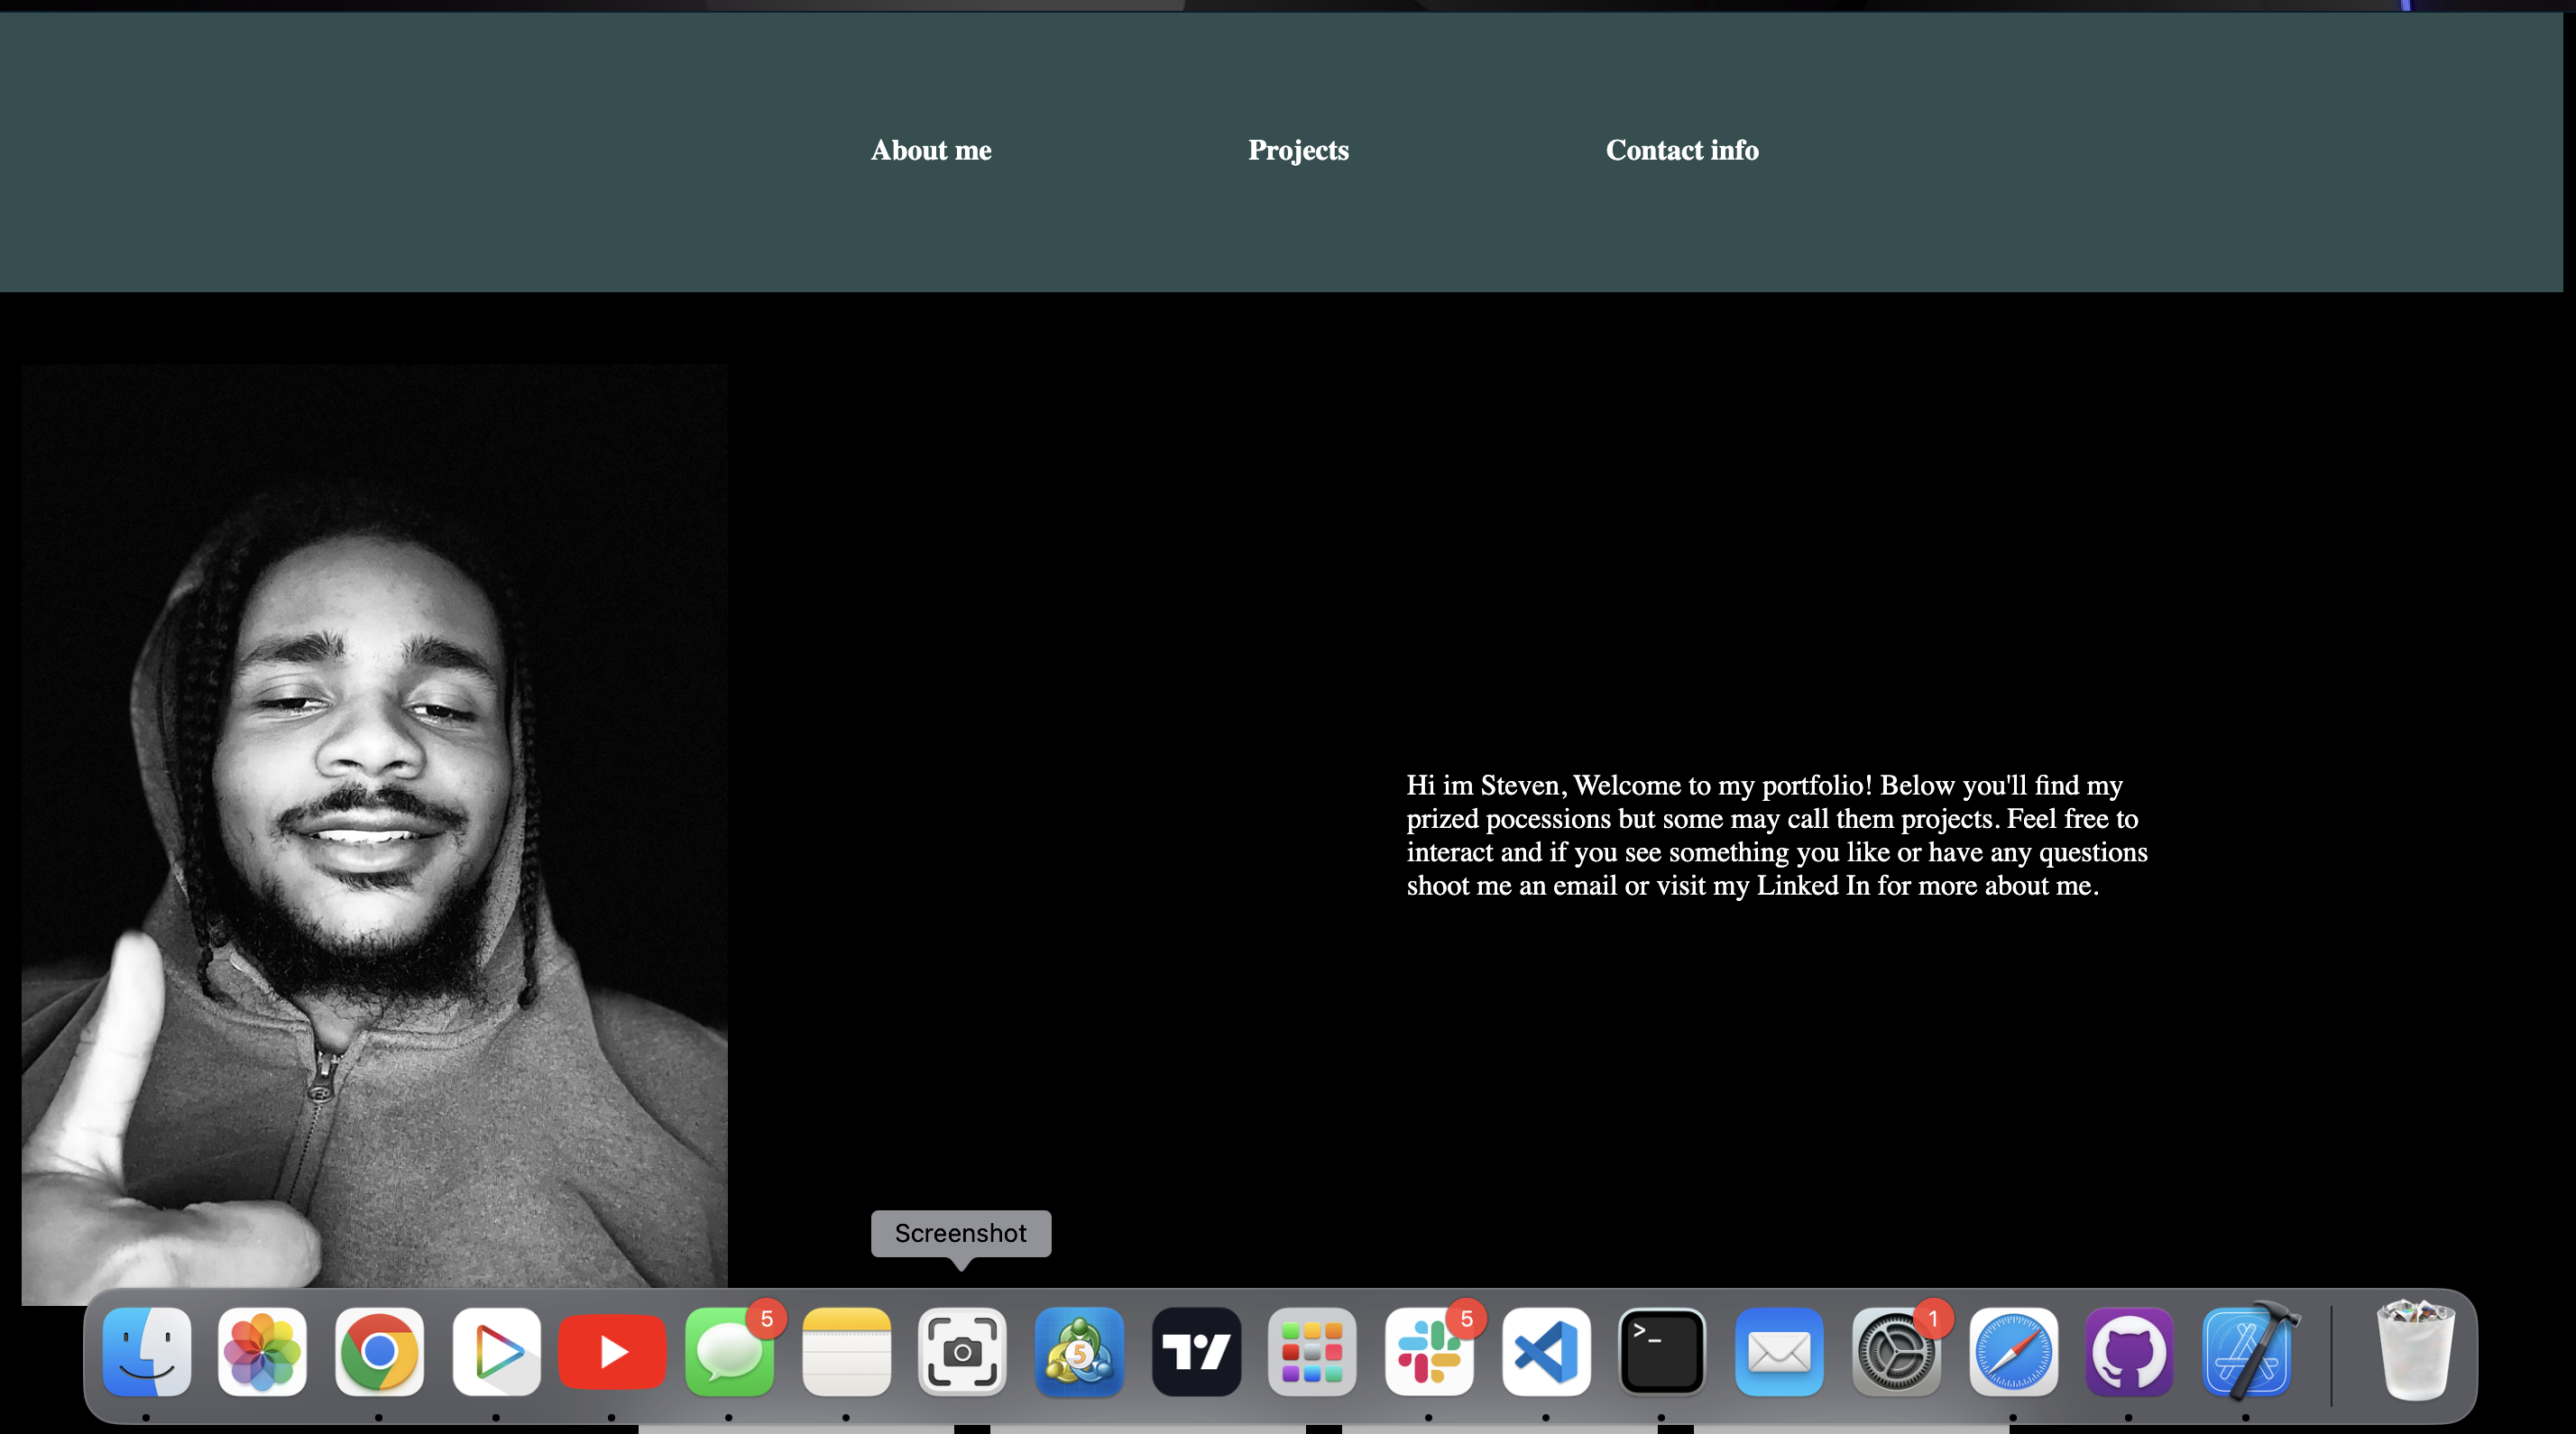 About me
Projects
Contact info
Hi im Steven, Welcome to my portfolio! Below you'll find my
prized pocessions but some may call them projects. Feel free to
interact and if you see something you like or have any questions
shoot me an email or visit my Linked In for more about me.
Screenshot
5
5
5
>_
1